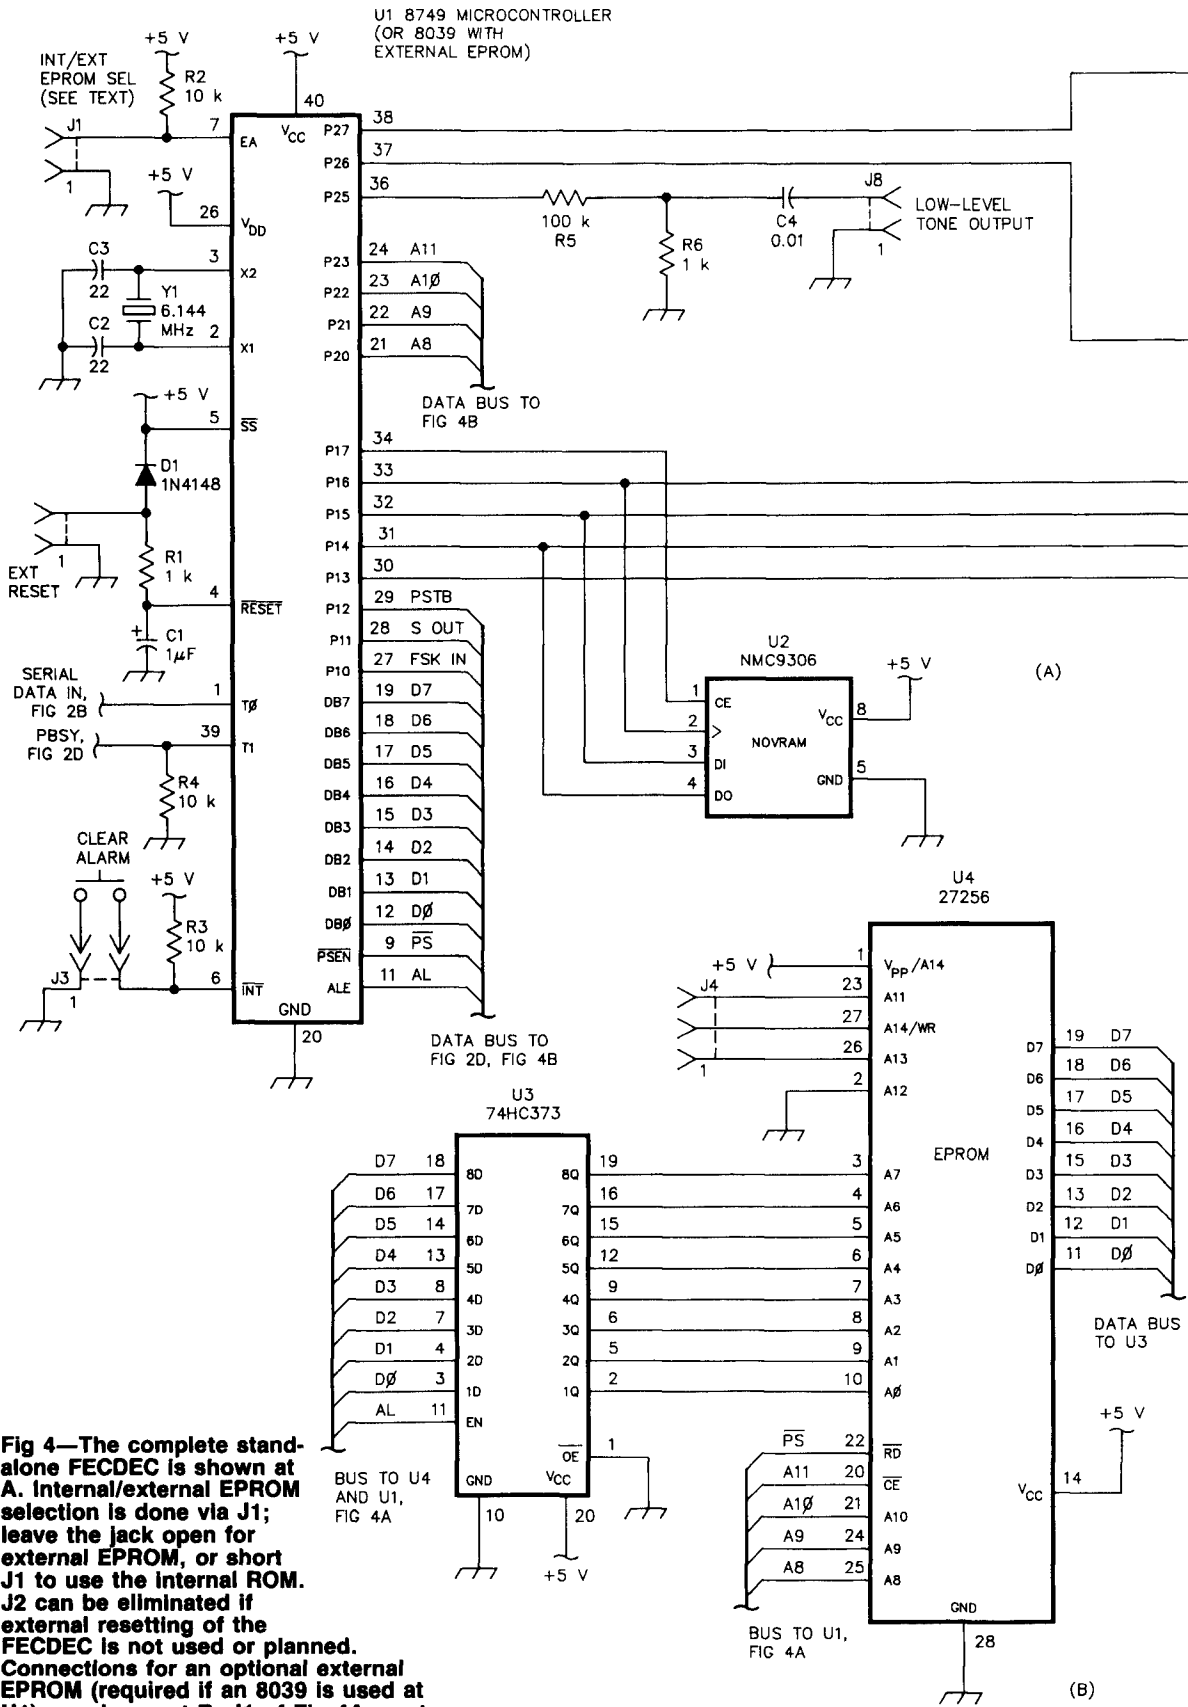 U1 8749 MICROCONTROLLER
(OR 8039 WITH
EXTERNAL EPROM)
+5 V
+5 V
INT/EXT
EPROM SEL
(SEE TEXT)
R2
10 k
40
J1
7
EA
VCC
P27
38
1
P26
37
+5 V
P25
36
100 k
R5
R6
1 k
C4
0.01
J8
LOW-LEVEL
TONE OUTPUT
1
26
VDD
C3
22
3
X2
Y1
6.144
MHz
C2
22
2
X1
P23
24
A11
P22
23
A1Ø
P21
22
A9
P20
21
A8
DATA BUS TO
FIG 4B
+5 V
5
SS
D1
1N4148
P17
34
P16
33
P15
32
P14
31
P13
30
1
EXT
RESET
R1
1 k
4
RESET
+
C1
1µF
P12
29
PSTB
P11
28
S OUT
P10
27
FSK IN
SERIAL
DATA IN,
FIG 2B
1
TØ
PBSY,
FIG 2D
39
T1
R4
10 k
DB7
19
D7
DB6
18
D6
DB5
17
D5
DB4
16
D4
DB3
15
D3
DB2
14
D2
DB1
13
D1
DBØ
12
DØ
PSEN
9
PS
ALE
11
AL
CLEAR
ALARM
+5 V
R3
10 k
J3
1
6
INT
GND
20
DATA BUS TO
FIG 2D, FIG 4B
U2
NMC9306
+5 V
(A)
1
CE
2
>
3
DI
4
DO
NOVRAM
VCC
8
GND
5
U4
27256
+5 V
1
VPP/A14
J4
23
A11
27
A14/WR
26
A13
1
2
A12
EPROM
D7
19
D7
D6
18
D6
D5
17
D5
D4
16
D4
D3
15
D3
D2
13
D2
D1
12
D1
DØ
11
DØ
DATA BUS
TO U3
U3
74HC373
D7
18
8D
8Q
19
3
A7
D6
17
7D
7Q
16
4
A6
D5
14
6D
6Q
15
5
A5
D4
13
5D
5Q
12
6
A4
D3
8
4D
4Q
9
7
A3
D2
7
3D
3Q
6
8
A2
D1
4
2D
2Q
5
9
A1
DØ
3
1D
1Q
2
10
AØ
AL
11
EN
OE
1
GND
VCC
10
20
+5 V
BUS TO U4
AND U1,
FIG 4A
PS
22
RD
A11
20
CE
A1Ø
21
A10
A9
24
A9
A8
25
A8
BUS TO U1,
FIG 4A
+5 V
VCC
14
GND
28
(B)
Fig 4—The complete stand-
alone FECDEC is shown at
A. Internal/external EPROM
selection is done via J1;
leave the jack open for
external EPROM, or short
J1 to use the internal ROM.
J2 can be eliminated if
external resetting of the
FECDEC is not used or planned.
Connections for an optional external
EPROM (required if an 8039 is used at